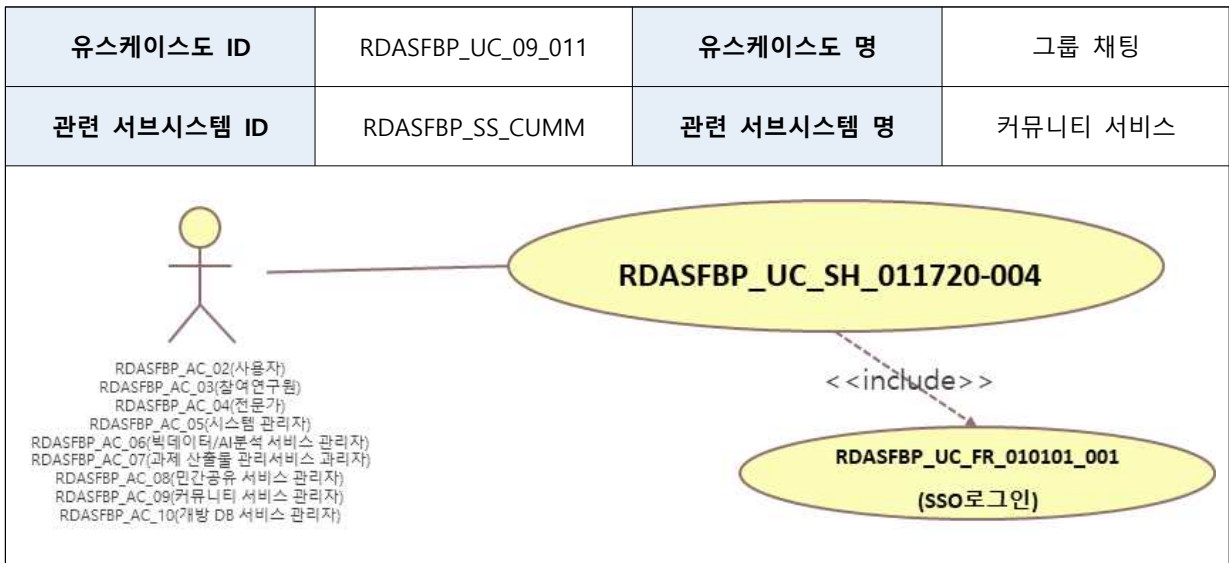 유스케이스도 ID RDASFBP_UC_09_011 유스케이스도 명 그룹 채팅
관련 서브시스템 ID RDASFBP_SS_CUMM 관련 서브시스템 명 커뮤니티 서비스
RDASFBP_UC_SH_011720-004
RDASFBP_AC_02(사용자)
RDASFBP_AC_03(참여연구원)
RDASFBP_AC_04(전문가)
RDASFBP_AC_05(시스템 관리자)
RDASFBP_AC_06(빅데이터/AI분석 서비스 관리자)
RDASFBP_AC_07(과제 산출물 관리서비스 과리자)
RDASFBP_AC_08(민간공유 서비스 관리자)
RDASFBP_AC_09(커뮤니티 서비스 관리자)
RDASFBP_AC_10(개방 DB 서비스 관리자)
<<include>>
RDASFBP_UC_FR_010101_001
(SSO로그인)